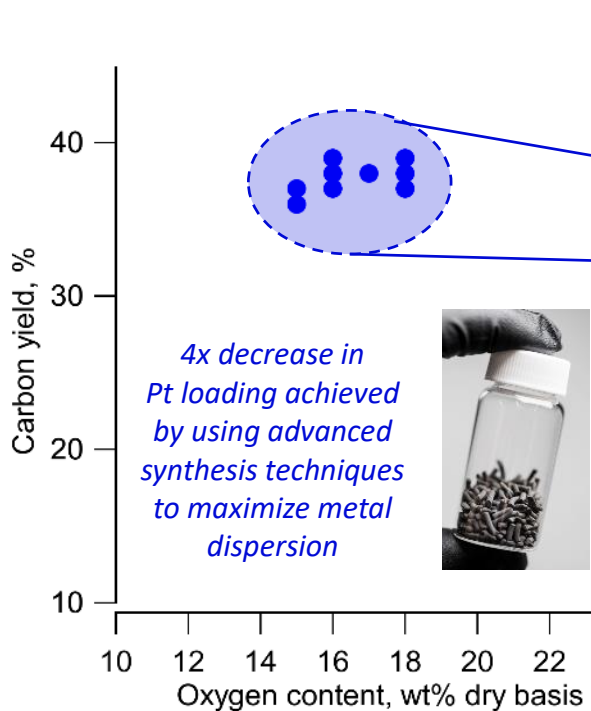 40
30
20
10
Carbon yield, %
4x decrease in
Pt loading achieved
by using advanced
synthesis techniques
to maximize metal
dispersion
10 12 14 16 18 20 22
Oxygen content, wt% dry basis